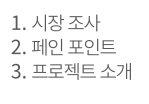 1. 시장 조사
2. 페인 포인트
3. 프로젝트 소개